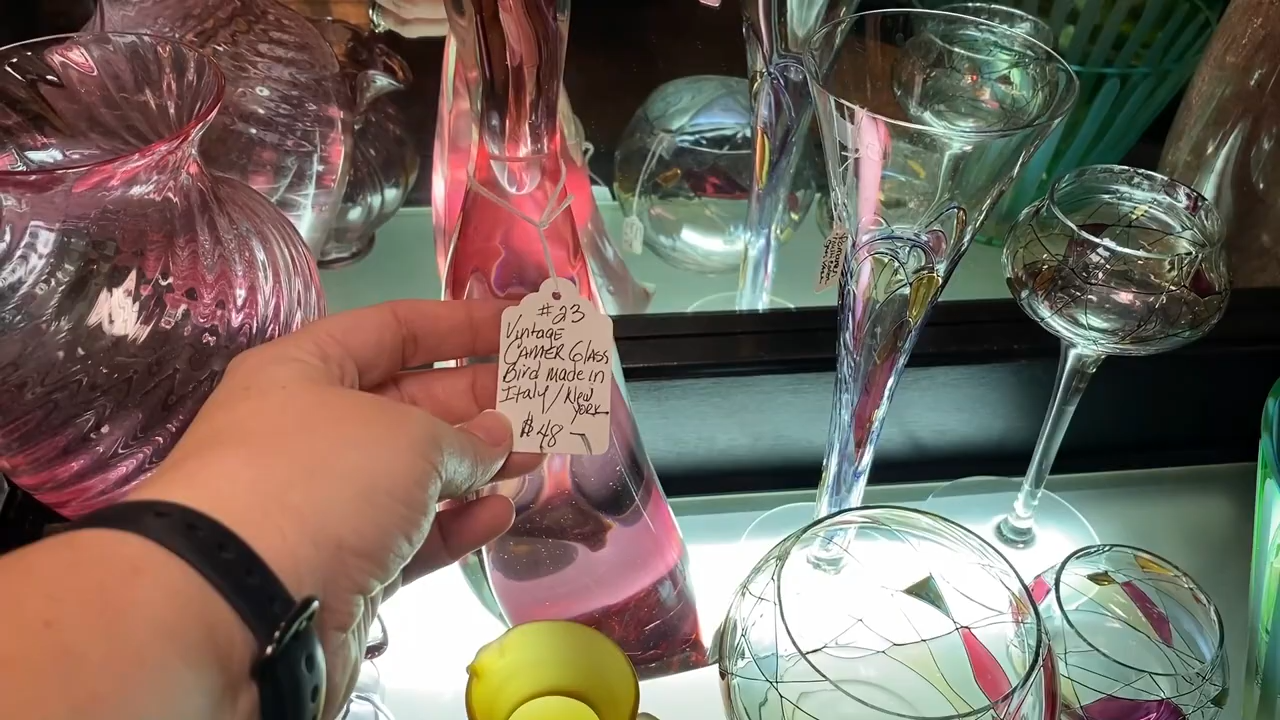 #23
Vintage
CAMER Glass
Bird made in
Italy/New
YORK
$48-